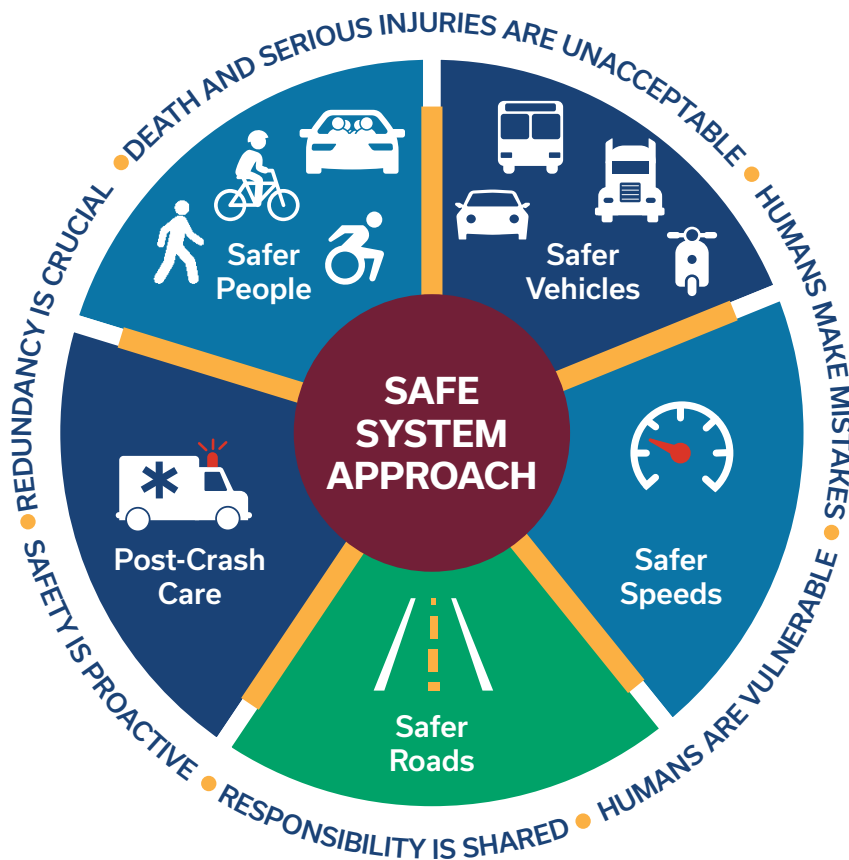 DEATH AND SERIOUS INJURIES ARE UNACCEPTABLE
HUMANS MAKE MISTAKES
HUMANS ARE VULNERABLE
RESPONSIBILITY IS SHARED
SAFETY IS PROACTIVE
REDUNDANCY IS CRUCIAL
Safer
People
Safer
Vehicles
SAFE
SYSTEM
APPROACH
Safer
Speeds
Post-Crash
Care
Safer
Roads